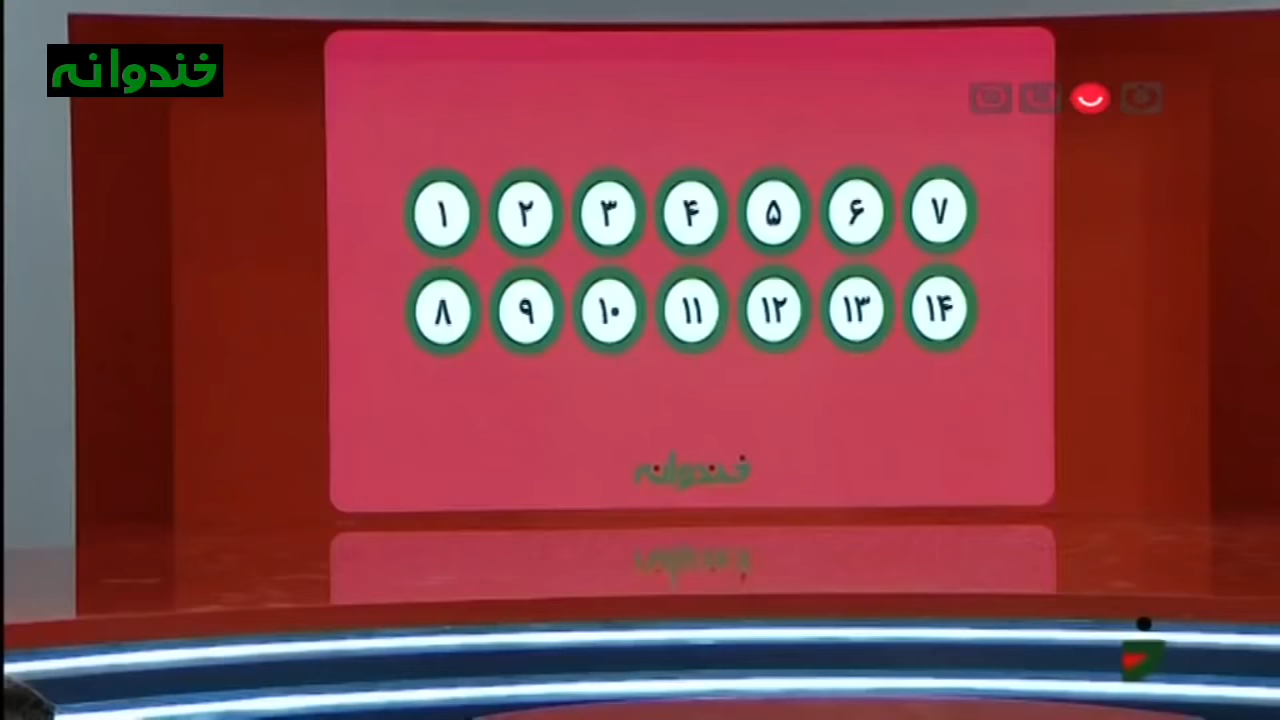 خندوانه
۱ ۲ ۳ ۴ ۵ ۶ ۷
۸ ۹ ۱۰ ۱۱ ۱۲ ۱۳ ۱۴
خندوانه